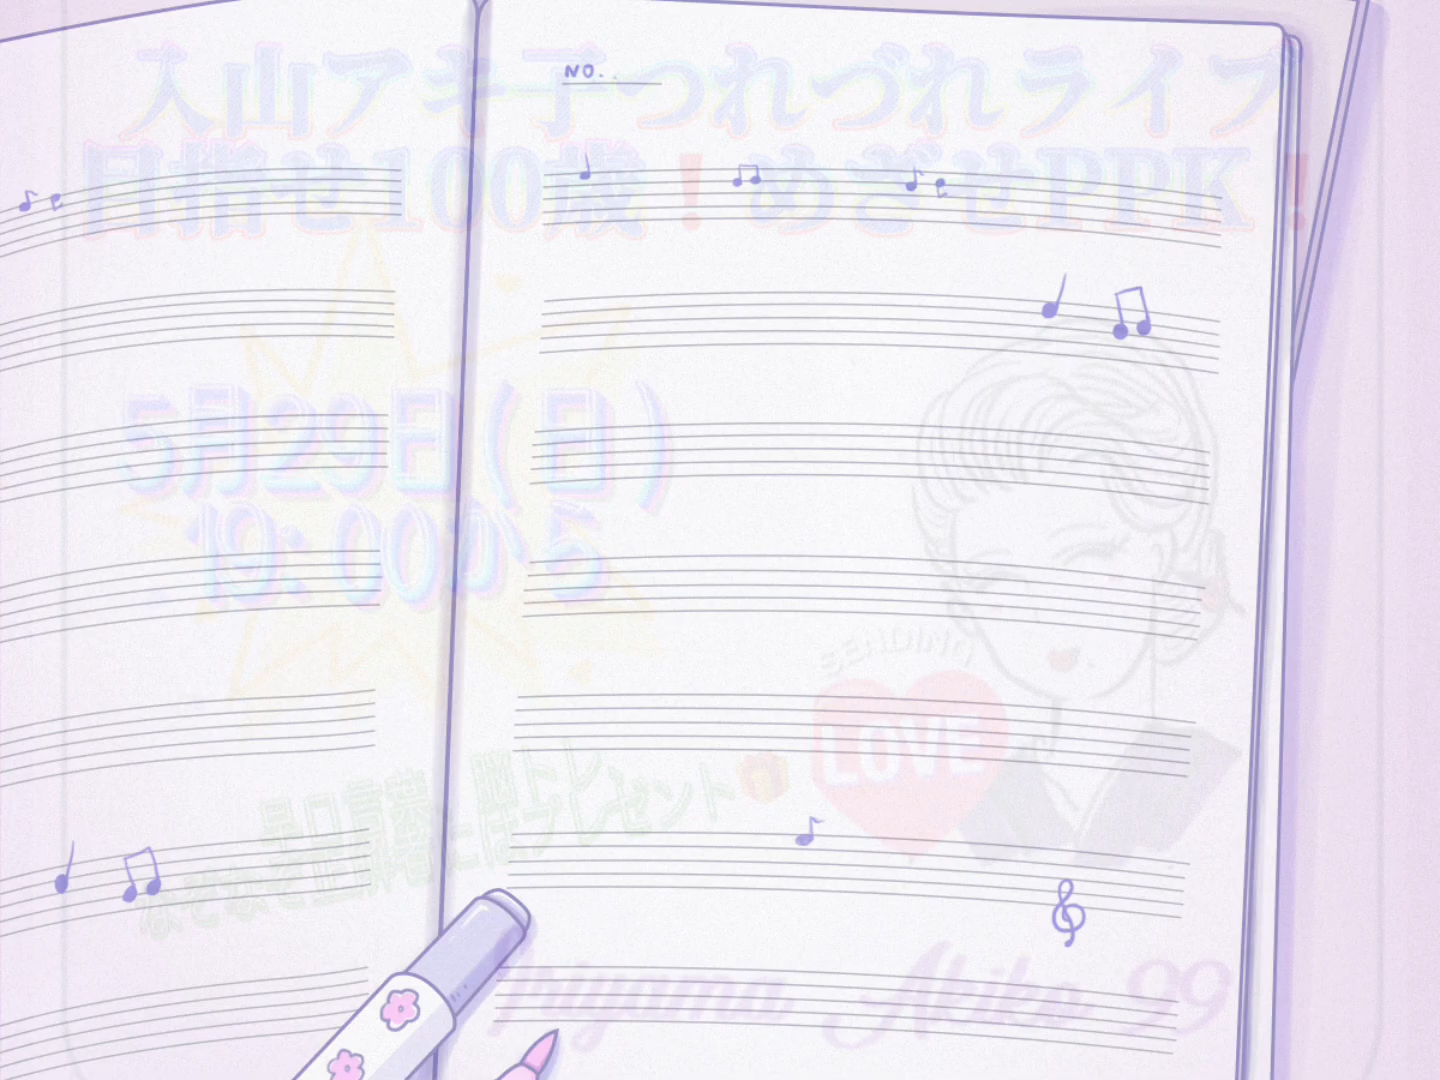 入山アキ子つれづれライフ
NO.
目指せ100歳！めざせPPK！
5月29日(日)
19:00から
SENDING
LOVE
早口言葉、脳トレ
なぞなぞ正解者にはプレゼント
Iriyama Akiko 99